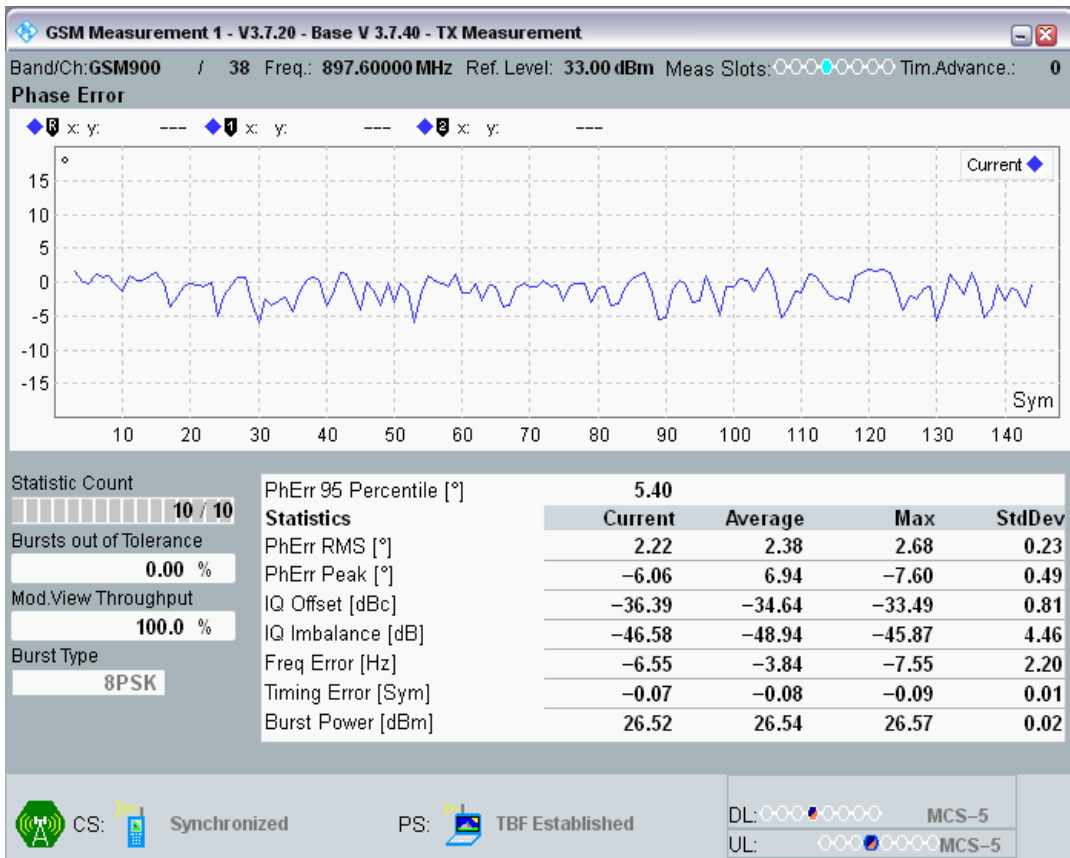 GSM Measurement 1 - V3.7.20 - Base V 3.7.40 - TX Measurement
Band/Ch:GSM900 / 38 Freq.: 897.60000 MHz Ref. Level: 33.00 dBm Meas Slots: Tim.Advance.: 0
Phase Error
R x: y: --- 1 x: y: --- 2 x: y: ---
° Current
15
10
5
0
-5
-10
-15
Sym
10 20 30 40 50 60 70 80 90 100 110 120 130 140
Statistic Count
10 / 10
Bursts out of Tolerance
0.00 %
Mod.View Throughput
100.0 %
Burst Type
8PSK
PhErr 95 Percentile [°] 5.40
Statistics Current Average Max StdDev
PhErr RMS [°] 2.22 2.38 2.68 0.23
PhErr Peak [°] −6.06 6.94 −7.60 0.49
IQ Offset [dBc] −36.39 −34.64 −33.49 0.81
IQ Imbalance [dB] −46.58 −48.94 −45.87 4.46
Freq Error [Hz] −6.55 −3.84 −7.55 2.20
Timing Error [Sym] −0.07 −0.08 −0.09 0.01
Burst Power [dBm] 26.52 26.54 26.57 0.02
CS: Synchronized PS: TBF Established
DL: MCS−5
UL: MCS−5